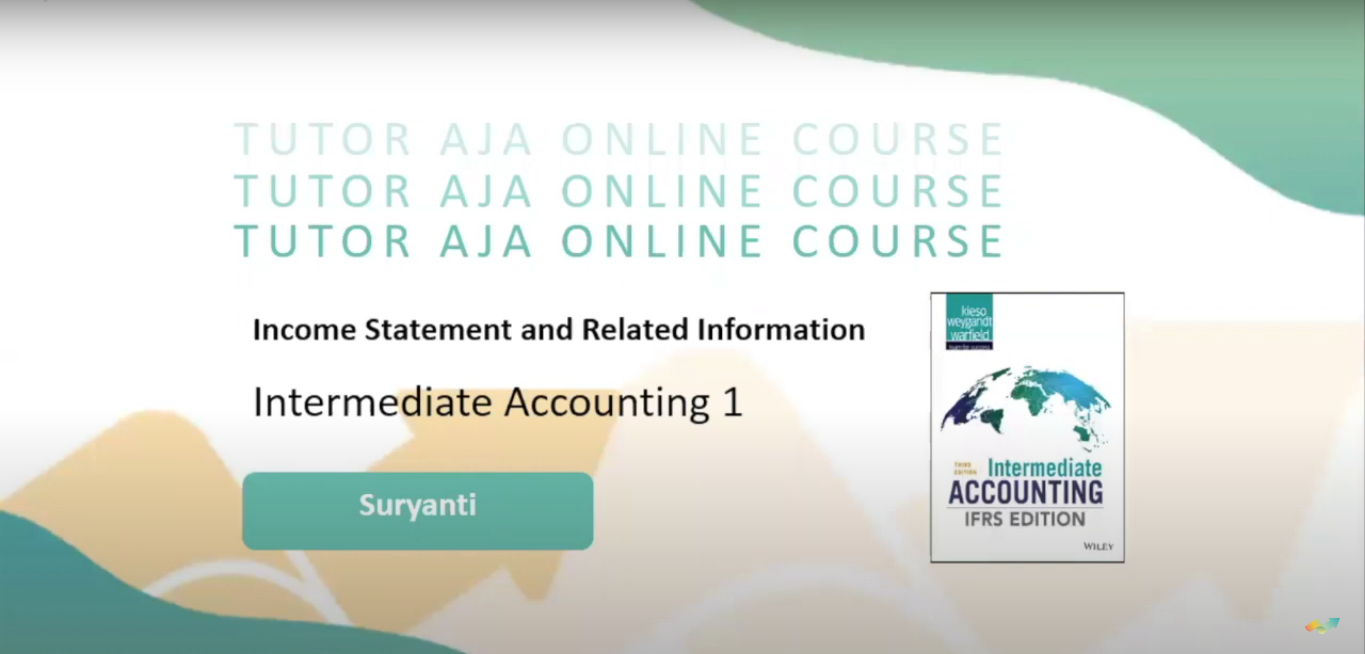 TUTOR AJA ONLINE COURSE
TUTOR AJA ONLINE COURSE
TUTOR AJA ONLINE COURSE
Income Statement and Related Information
Intermediate Accounting 1
Suryanti
kieso
weygandt
warfield
THIRD
EDITION
Intermediate
ACCOUNTING
IFRS EDITION
WILEY